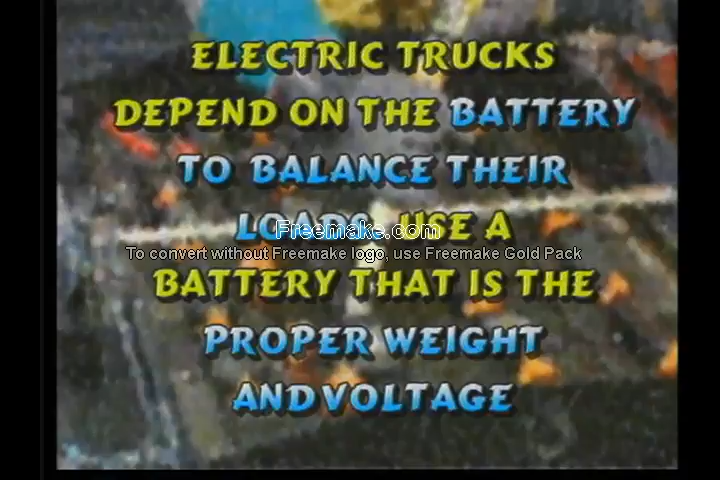 ELECTRIC TRUCKS
DEPEND ON THE BATTERY
TO BALANCE THEIR
LOADS. USE A
Freemake.com
To convert without Freemake logo, use Freemake Gold Pack
BATTERY THAT IS THE
PROPER WEIGHT
AND VOLTAGE